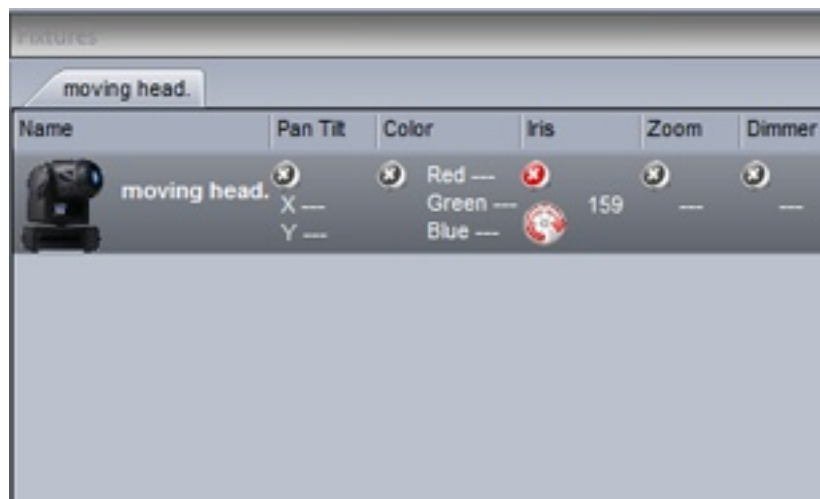 Fixtures
moving head.
Name Pan Tilt Color Iris Zoom Dimmer
moving head.
X ---
Y ---
Red ---
Green ---
Blue ---
159
---
---